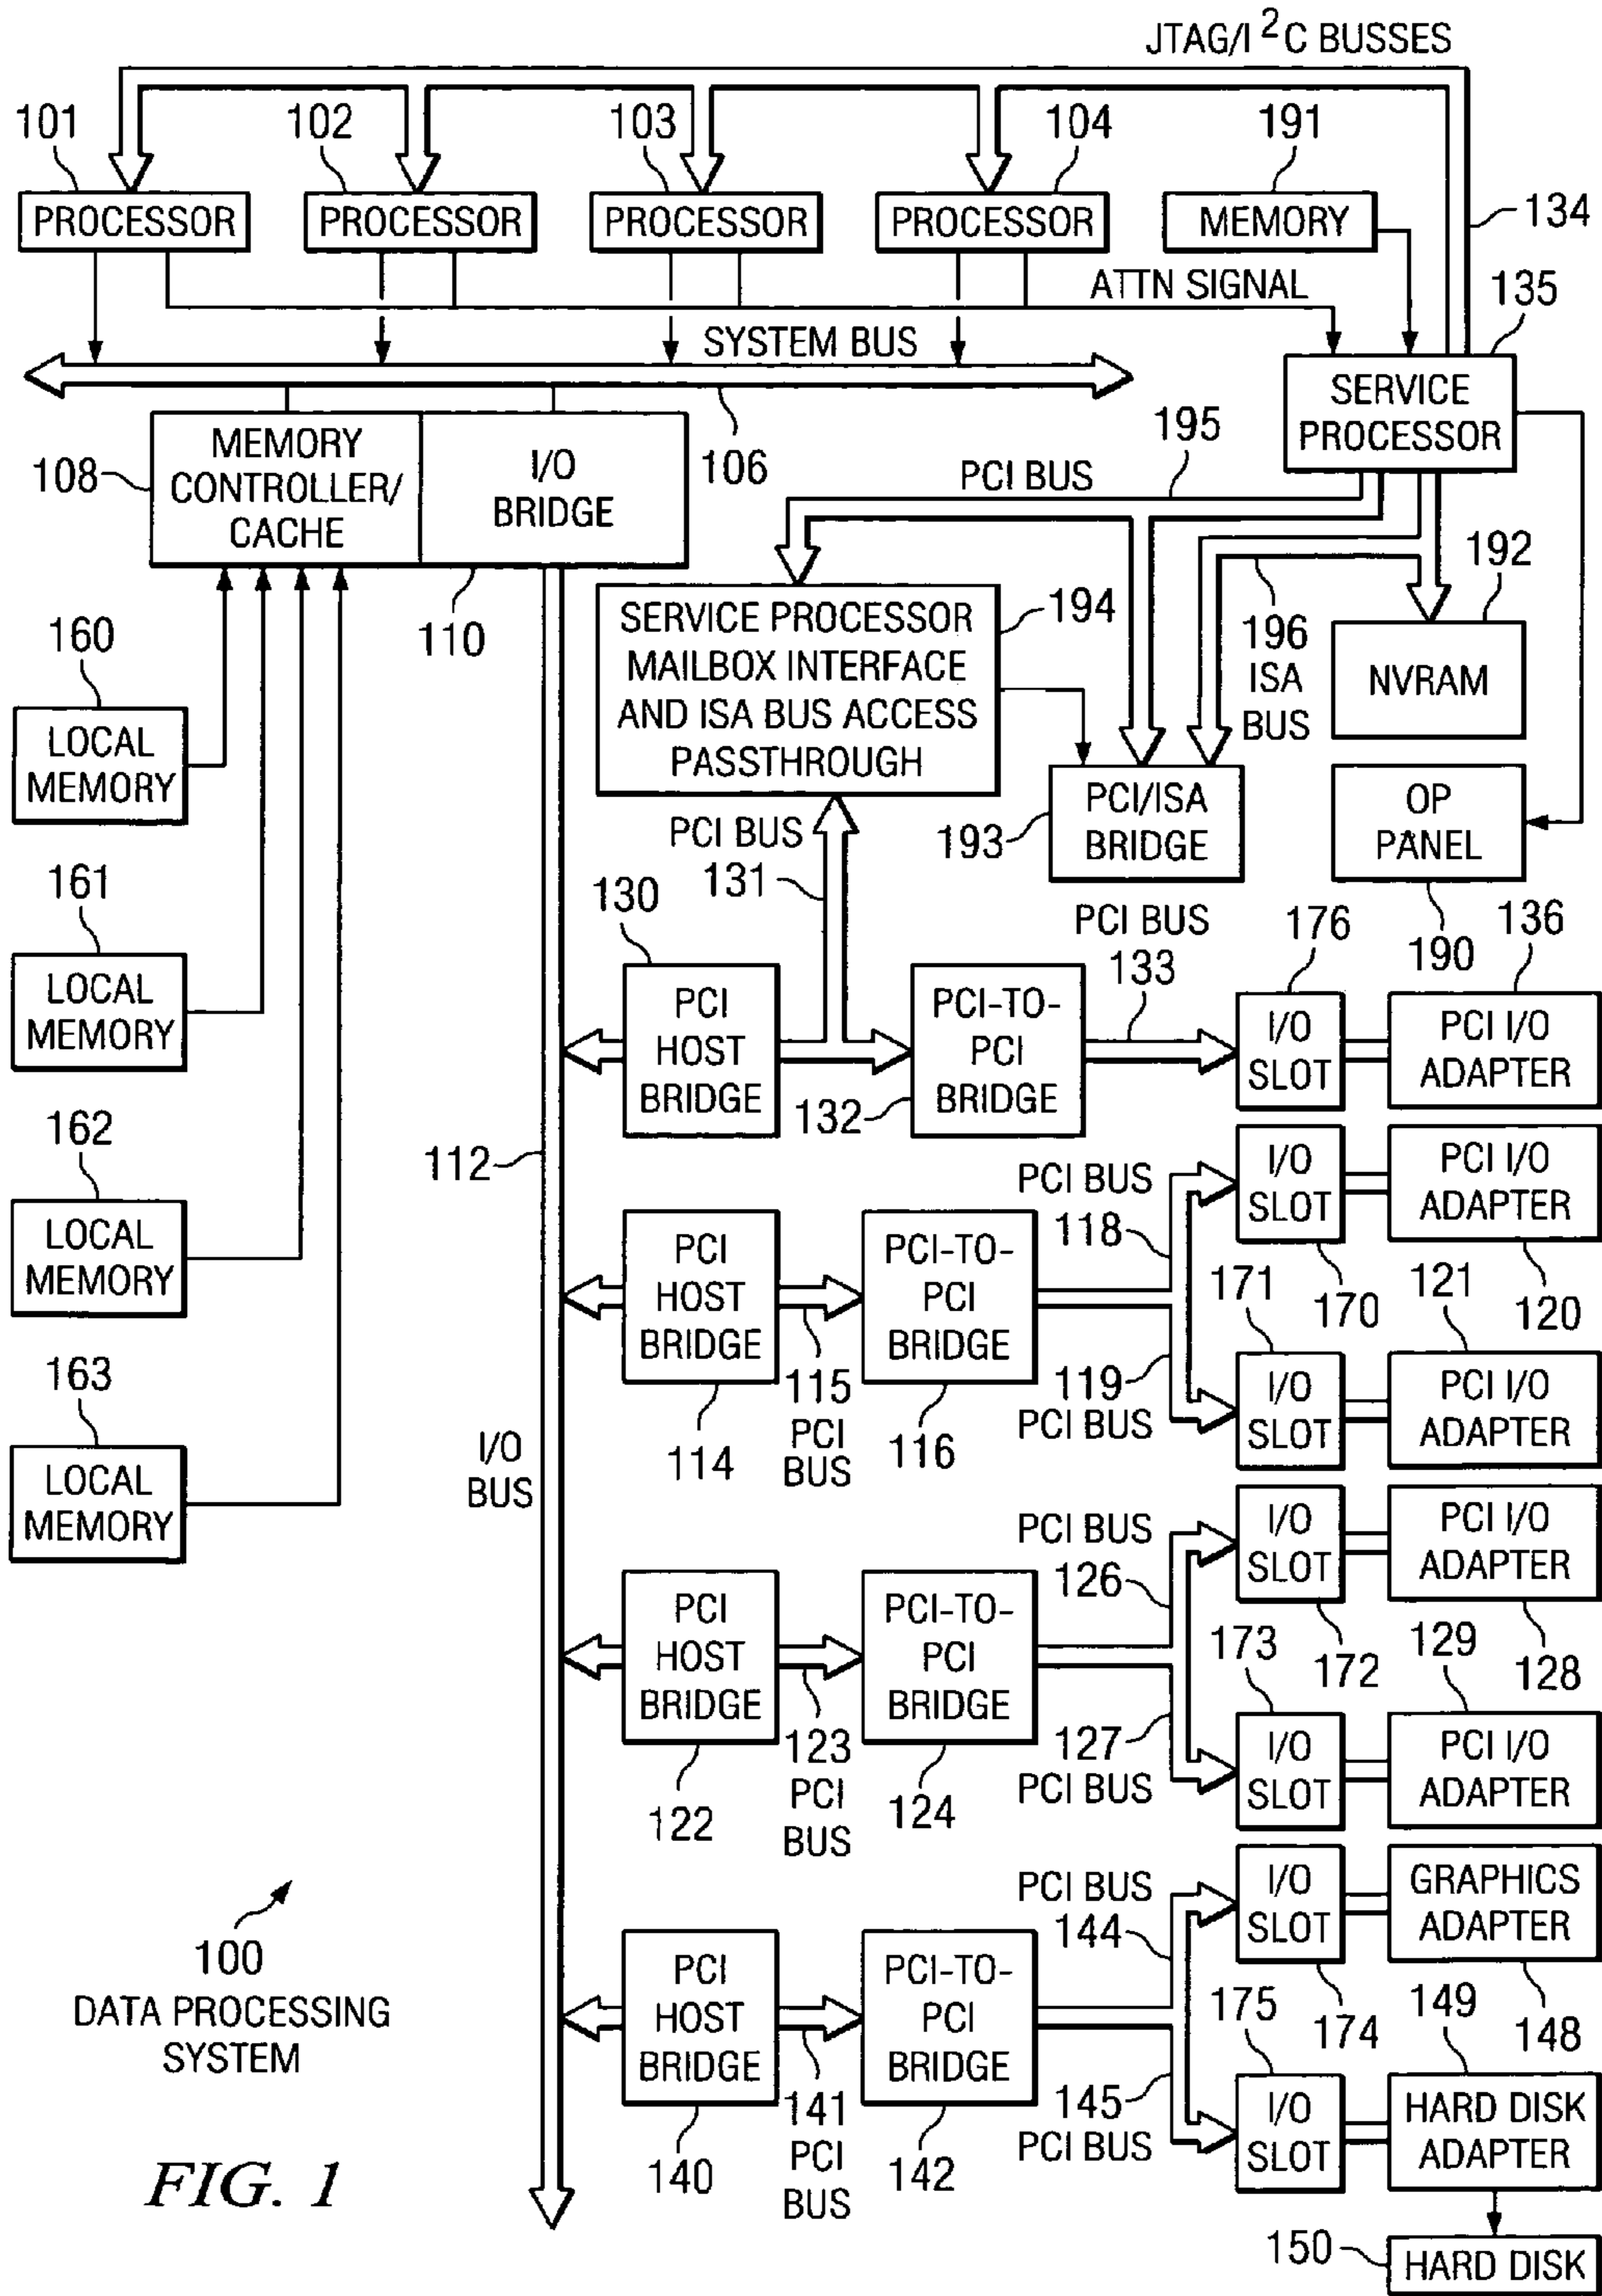 JTAG/I 2C BUSSES
101
102
103
104
191
PROCESSOR
PROCESSOR
PROCESSOR
PROCESSOR
MEMORY
134
ATTN SIGNAL
135
SYSTEM BUS
SERVICE
PROCESSOR
108
MEMORY
CONTROLLER/
CACHE
I/O
BRIDGE
106
195
PCI BUS
110
192
SERVICE PROCESSOR
MAILBOX INTERFACE
AND ISA BUS ACCESS
PASSTHROUGH
194
196
ISA
BUS
NVRAM
160
LOCAL
MEMORY
PCI BUS
131
193
PCI/ISA
BRIDGE
OP
PANEL
190
161
LOCAL
MEMORY
130
PCI
HOST
BRIDGE
132
PCI-TO-
PCI
BRIDGE
PCI BUS
133
176
I/O
SLOT
136
PCI I/O
ADAPTER
112
162
LOCAL
MEMORY
PCI
HOST
BRIDGE
114
115
PCI
BUS
PCI-TO-
PCI
BRIDGE
116
PCI BUS
118
I/O
SLOT
170
PCI I/O
ADAPTER
120
119
PCI BUS
171
I/O
SLOT
121
PCI I/O
ADAPTER
163
LOCAL
MEMORY
I/O
BUS
PCI
HOST
BRIDGE
122
123
PCI
BUS
PCI-TO-
PCI
BRIDGE
124
PCI BUS
126
I/O
SLOT
172
PCI I/O
ADAPTER
128
127
PCI BUS
173
I/O
SLOT
129
PCI I/O
ADAPTER
100
DATA PROCESSING
SYSTEM
PCI
HOST
BRIDGE
140
141
PCI
BUS
PCI-TO-
PCI
BRIDGE
142
PCI BUS
144
I/O
SLOT
174
GRAPHICS
ADAPTER
148
145
PCI BUS
175
I/O
SLOT
149
HARD DISK
ADAPTER
150
HARD DISK
FIG. 1